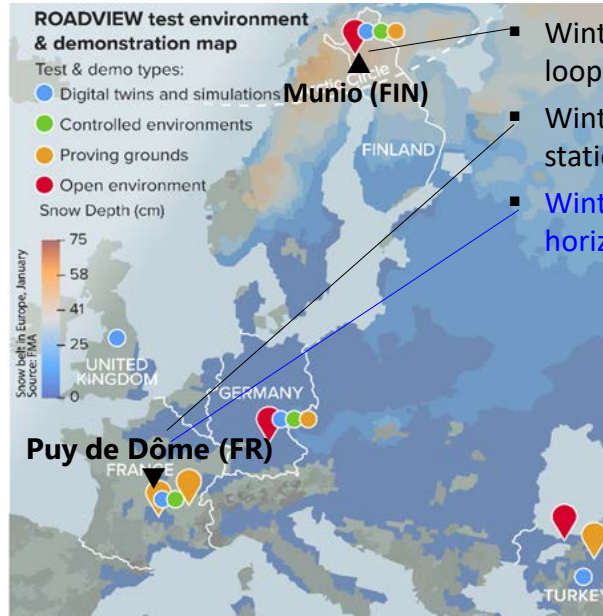 ROADVIEW test environment
& demonstration map
Test & demo types:
Digital twins and simulations
Controlled environments
Proving grounds
Open environment
Snow Depth (cm)
75
58
41
25
0
Snow belt in Europe, January
Source: FMA
Circle
Munio (FIN)
FINLAND
UNITED
KINGDOM
GERMANY
Puy de Dôme (FR)
FRANCE
TURKEY
▪ Wint
loop
▪ Wint
static
▪ Wint
horiz